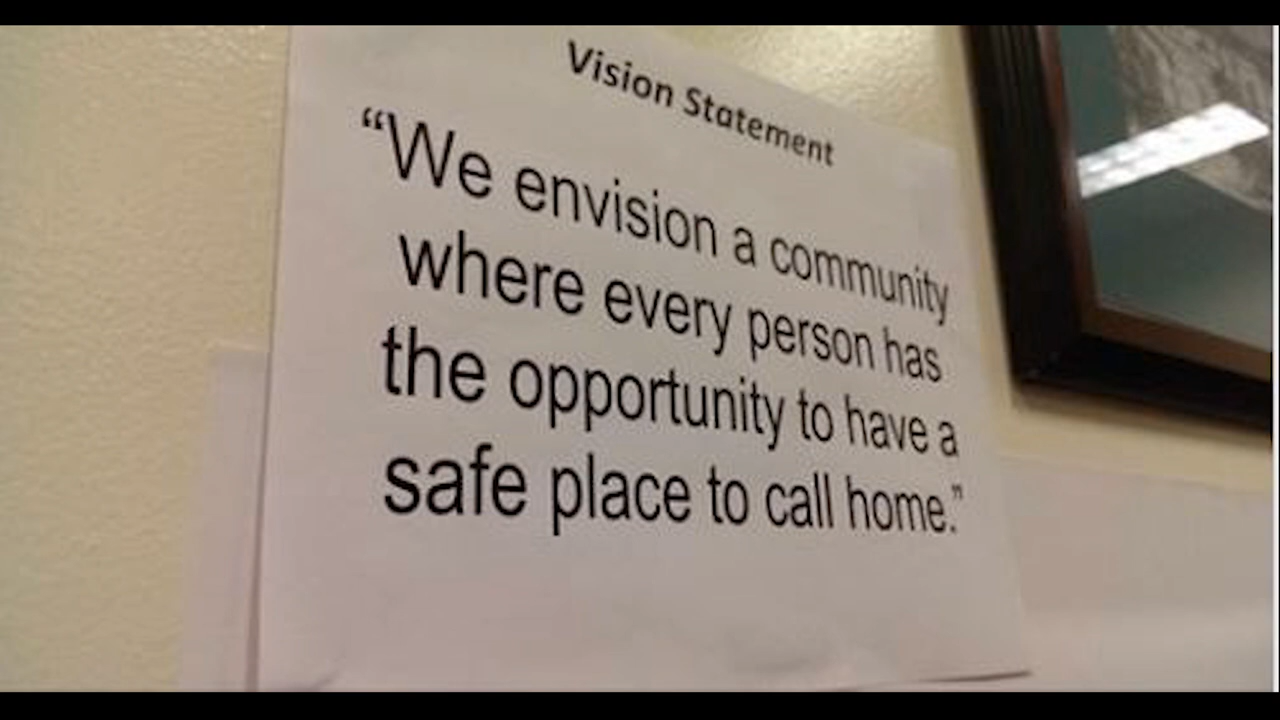 Vision Statement
“We envision a community
where every person has
the opportunity to have a
safe place to call home.”